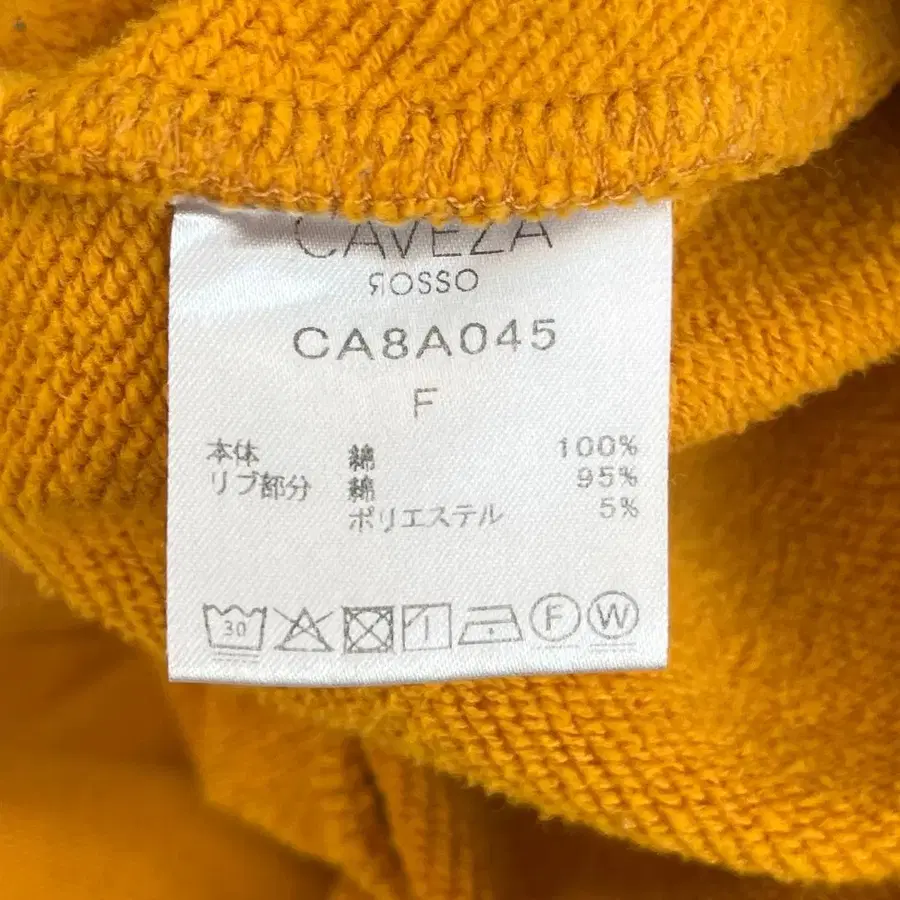 CAVEZA
ROSSO
CA8A045
F
本体 綿 100%
リブ部分 綿 95%
ポリエステル 5%
30 F W